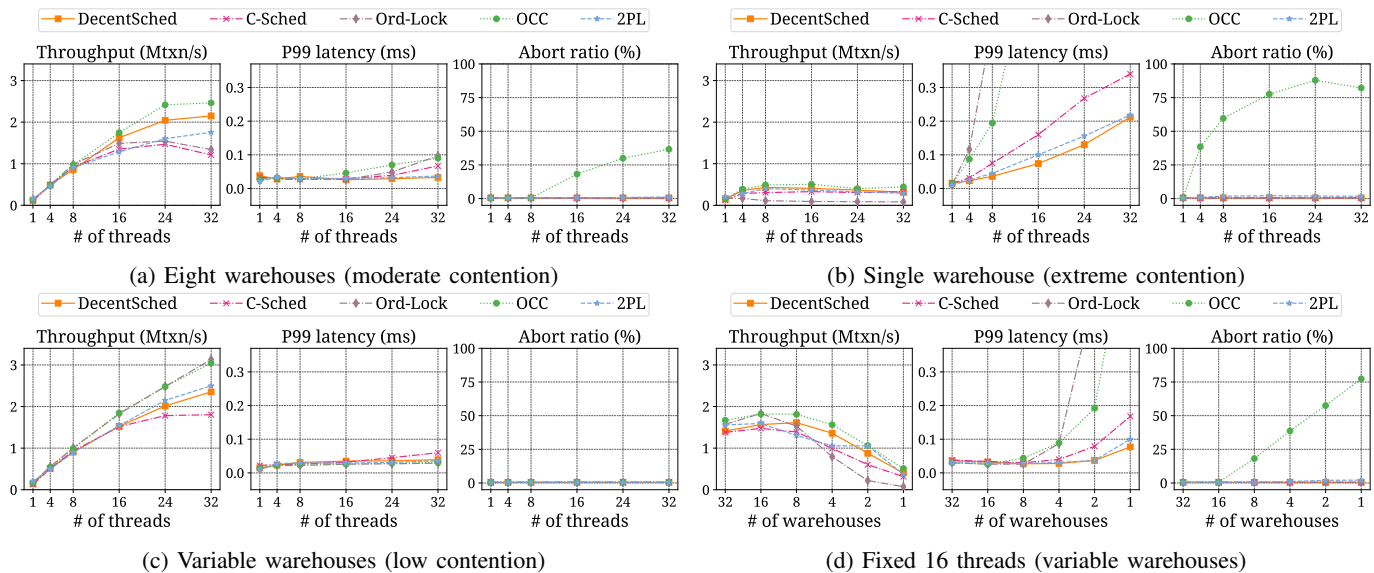 DecentSched C-Sched Ord-Lock OCC 2PL
Throughput (Mtxn/s) P99 latency (ms) Abort ratio (%)
3 2 1 0
0.3 0.2 0.1 0.0
100 75 50 25 0
1 4 8 16 24 32
1 4 8 16 24 32
1 4 8 16 24 32
# of threads # of threads # of threads
(a) Eight warehouses (moderate contention)
DecentSched C-Sched Ord-Lock OCC 2PL
Throughput (Mtxn/s) P99 latency (ms) Abort ratio (%)
3 2 1 0
0.3 0.2 0.1 0.0
100 75 50 25 0
1 4 8 16 24 32
1 4 8 16 24 32
1 4 8 16 24 32
# of threads # of threads # of threads
(b) Single warehouse (extreme contention)
DecentSched C-Sched Ord-Lock OCC 2PL
Throughput (Mtxn/s) P99 latency (ms) Abort ratio (%)
3 2 1 0
0.3 0.2 0.1 0.0
100 75 50 25 0
1 4 8 16 24 32
1 4 8 16 24 32
1 4 8 16 24 32
# of threads # of threads # of threads
(c) Variable warehouses (low contention)
DecentSched C-Sched Ord-Lock OCC 2PL
Throughput (Mtxn/s) P99 latency (ms) Abort ratio (%)
3 2 1 0
0.3 0.2 0.1 0.0
100 75 50 25 0
32 16 8 4 2 1
32 16 8 4 2 1
32 16 8 4 2 1
# of warehouses # of warehouses # of warehouses
(d) Fixed 16 threads (variable warehouses)